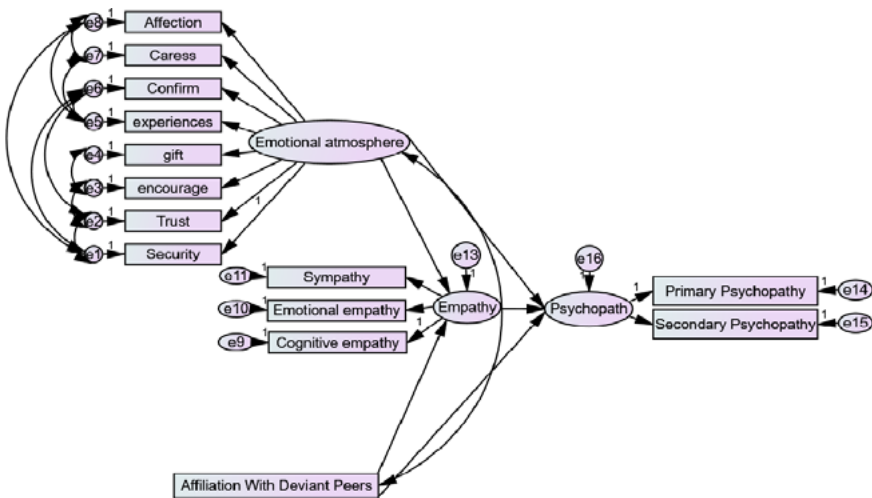 e8 1 Affection
e7 1 Caress
e6 1 Confirm
e5 1 experiences
Emotional atmosphere
e4 1 gift
e3 1 encourage
e2 1 Trust
1
e1 1 Security
e13
1
e16
1
e11 1 Sympathy
e10 1 Emotional empathy
e9 1 Cognitive empathy
1
Empathy
Psychopath
1
Primary Psychopathy 1 e14
Secondary Psychopathy 1 e15
Affiliation With Deviant Peers